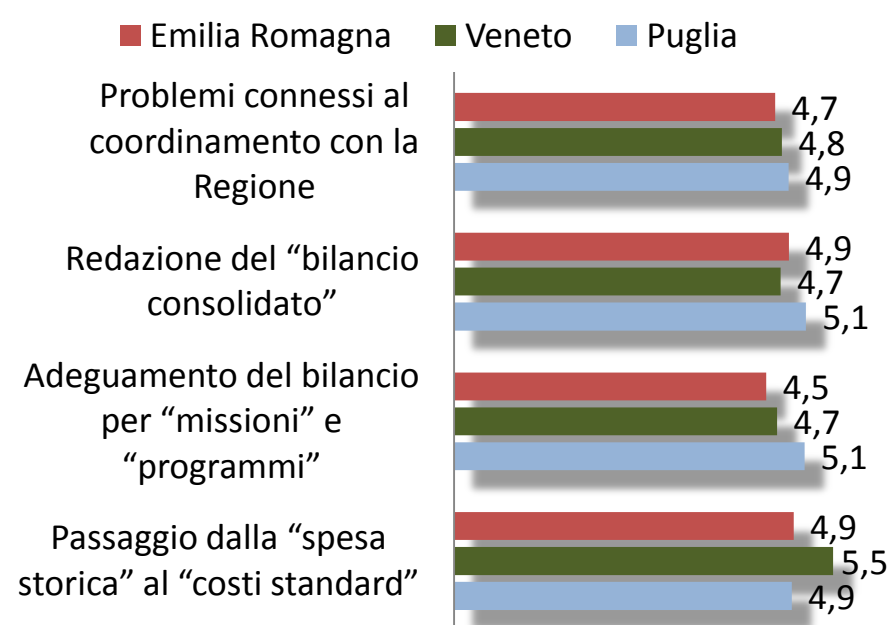 Emilia Romagna Veneto Puglia
Problemi connessi al
coordinamento con la
Regione
4,7
4,8
4,9
Redazione del “bilancio
consolidato”
4,9
4,7
5,1
Adeguamento del bilancio
per “missioni” e
“programmi”
4,5
4,7
5,1
Passaggio dalla “spesa
storica” al “costi standard”
4,9
5,5
4,9